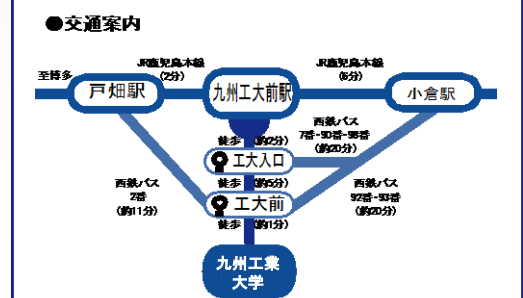 ●交通案内
JR鹿児島本線
(2分)
JR鹿児島本線
(6分)
至博多
戸畑駅
九州工大前駅
小倉駅
徒歩 (約2分)
西鉄バス
7番・90番・98番
(約20分)
工大入口
徒歩 (約5分)
西鉄バス
2番
(約11分)
西鉄バス
92番・93番
(約20分)
工大前
徒歩 (約1分)
九州工業
大学